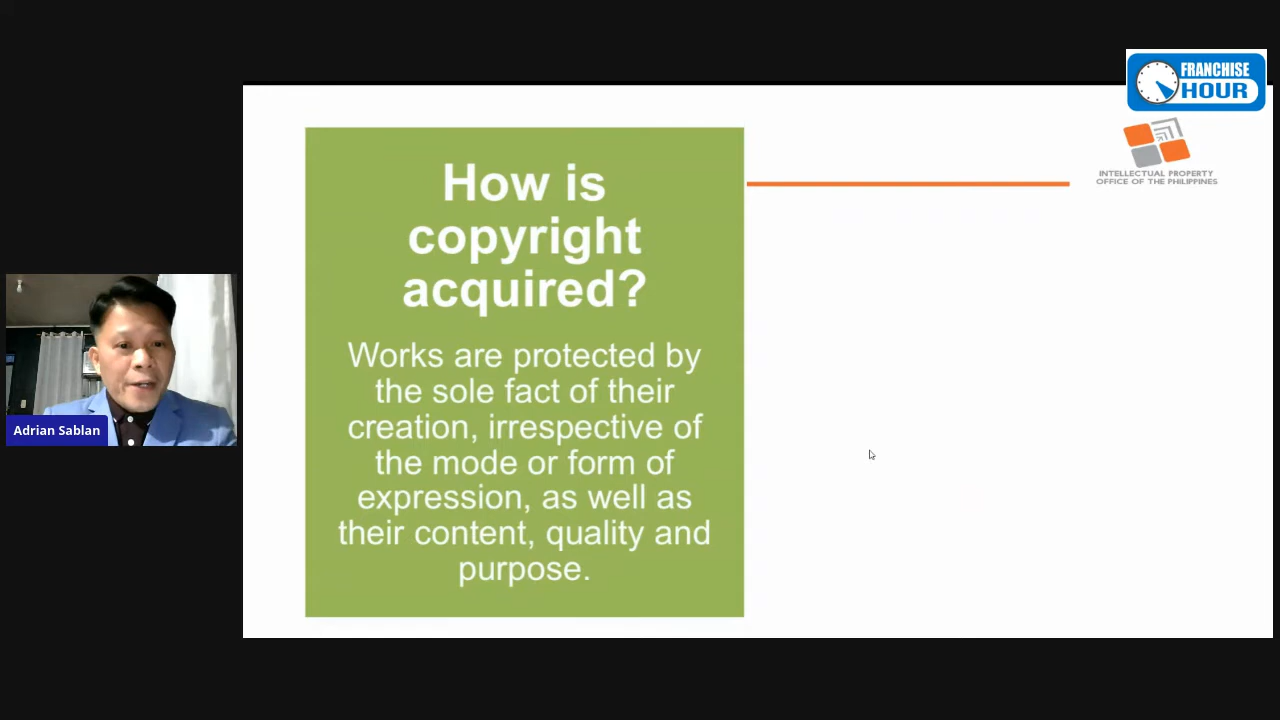 FRANCHISE
HOUR
INTELLECTUAL PROPERTY
OFFICE OF THE PHILIPPINES
How is
copyright
acquired?
Works are protected by
the sole fact of their
creation, irrespective of
the mode or form of
expression, as well as
their content, quality and
purpose.
Adrian Sablan